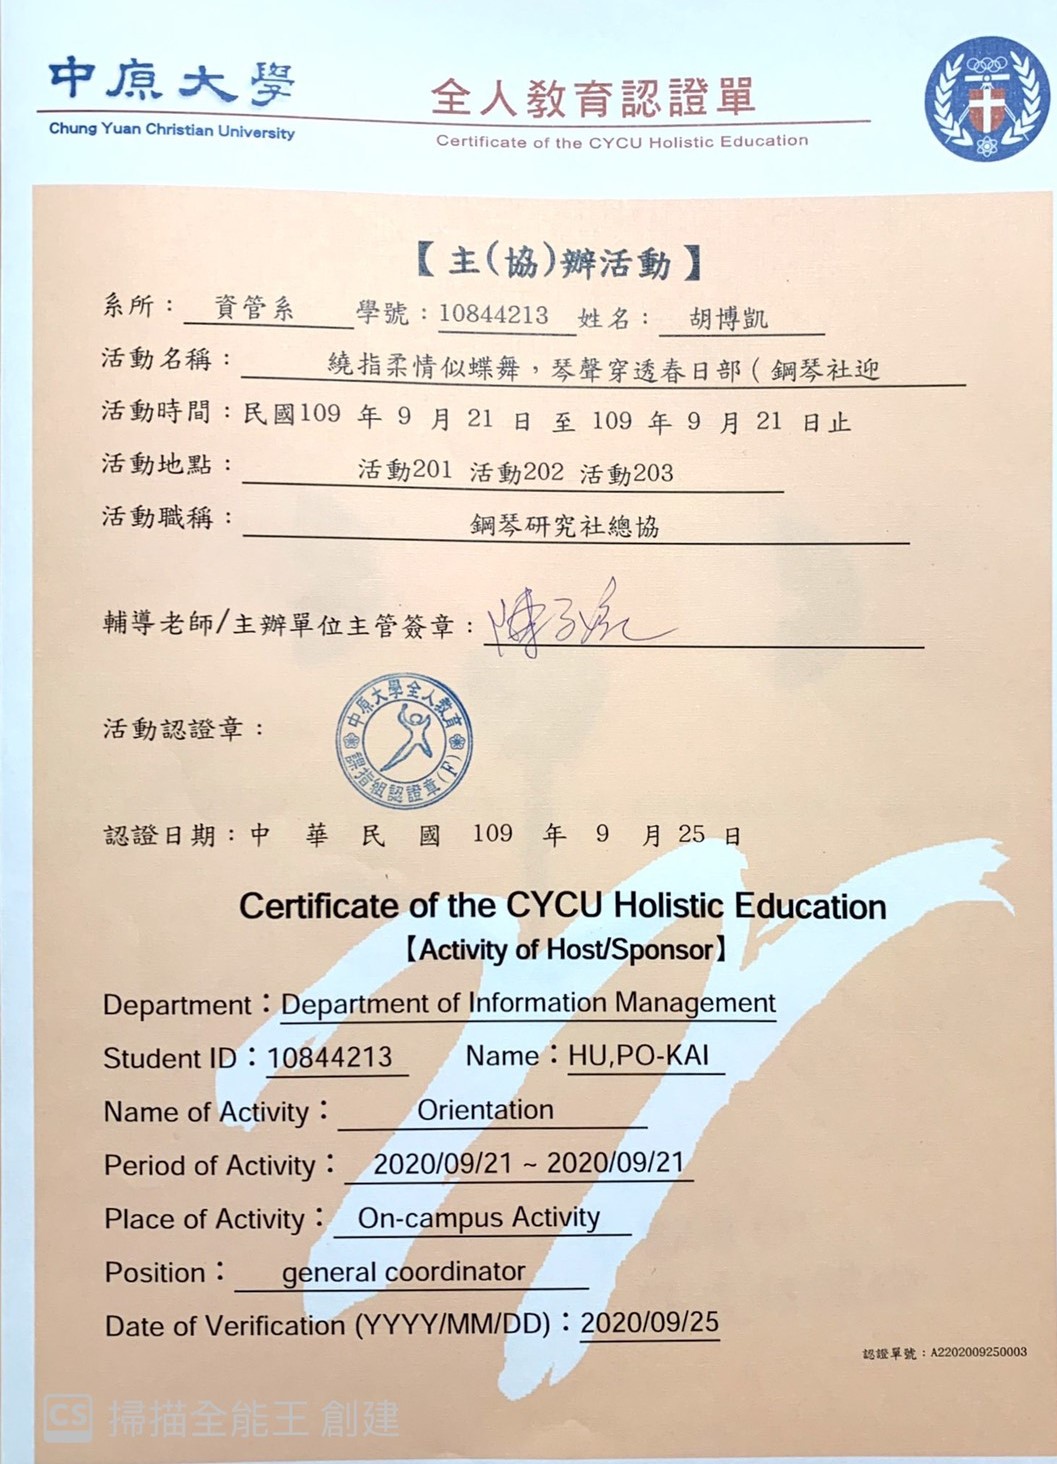 中原大學
Chung Yuan Christian University
全人教育認證單
Certificate of the CYCU Holistic Education
【主(協)辦活動】
系所： 資管系 學號：10844213 姓名： 胡博凱
活動名稱： 繞指柔情似蝶舞，琴聲穿透春日部（鋼琴社迎
活動時間：民國109 年 9 月 21 日 至 109 年 9 月 21 日止
活動地點： 活動201 活動202 活動203
活動職稱： 鋼琴研究社總協
輔導老師/主辦單位主管簽章：
活動認證章：
中原大學全人教育
課指組認證章(F)
認證日期：中 華 民 國 109 年 9 月 25 日
Certificate of the CYCU Holistic Education
【Activity of Host/Sponsor】
Department：Department of Information Management
Student ID：10844213 Name：HU,PO-KAI
Name of Activity： Orientation
Period of Activity： 2020/09/21 ~ 2020/09/21
Place of Activity： On-campus Activity
Position： general coordinator
Date of Verification (YYYY/MM/DD)：2020/09/25
認證單號：A2202009250003
CS 掃描全能王 創建